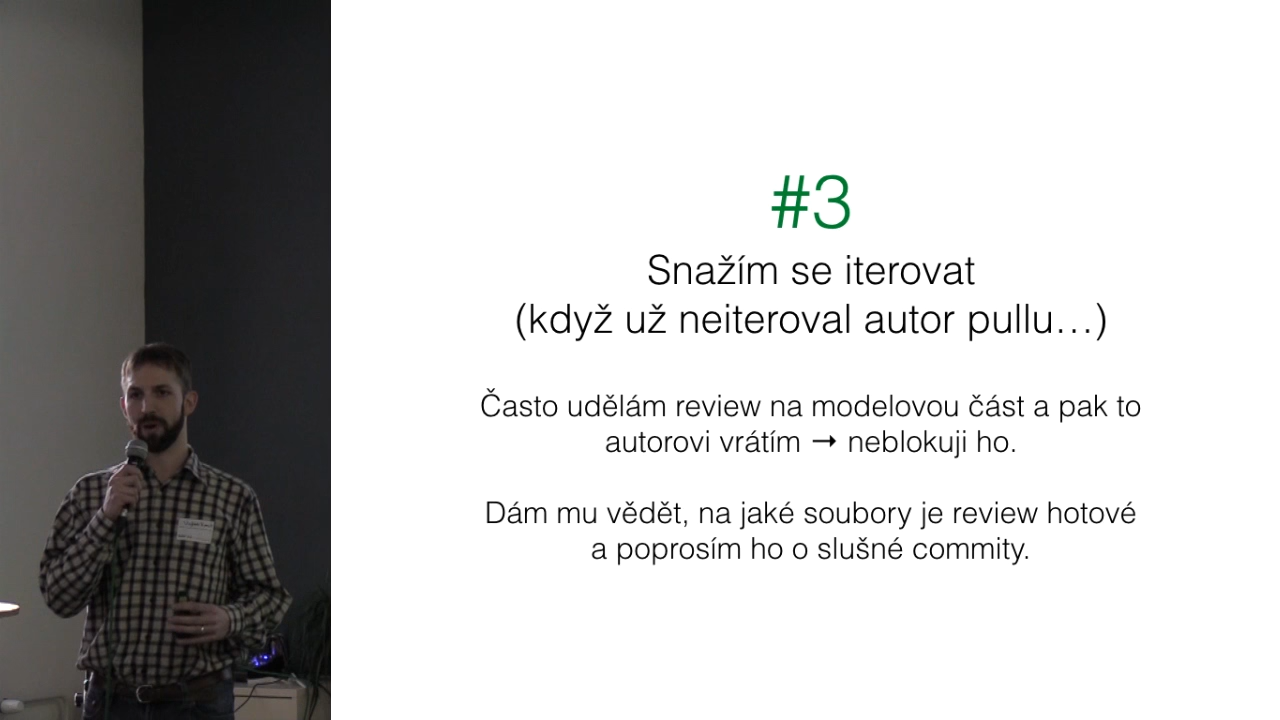 #3
Snažím se iterovat
(když už neiteroval autor pullu…)
Často udělám review na modelovou část a pak to
autorovi vrátím → neblokuji ho.
Dám mu vědět, na jaké soubory je review hotové
a poprosím ho o slušné commity.